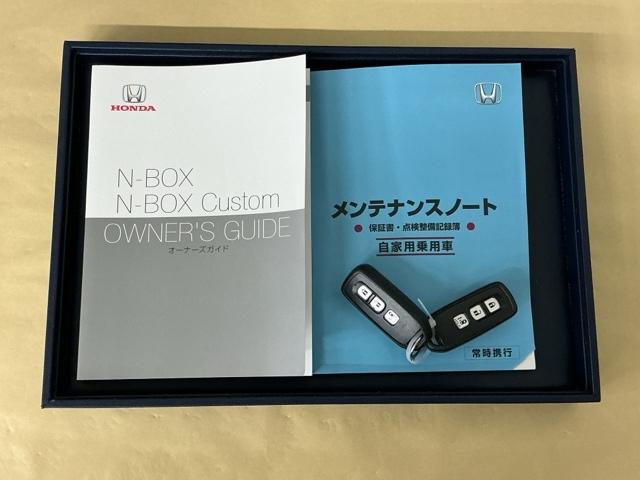 HONDA
N-BOX
N-BOX Custom
OWNER'S GUIDE
オーナーズガイド
メンテナンスノート
保証書・点検整備記録簿
自家用乗用車
常時携行